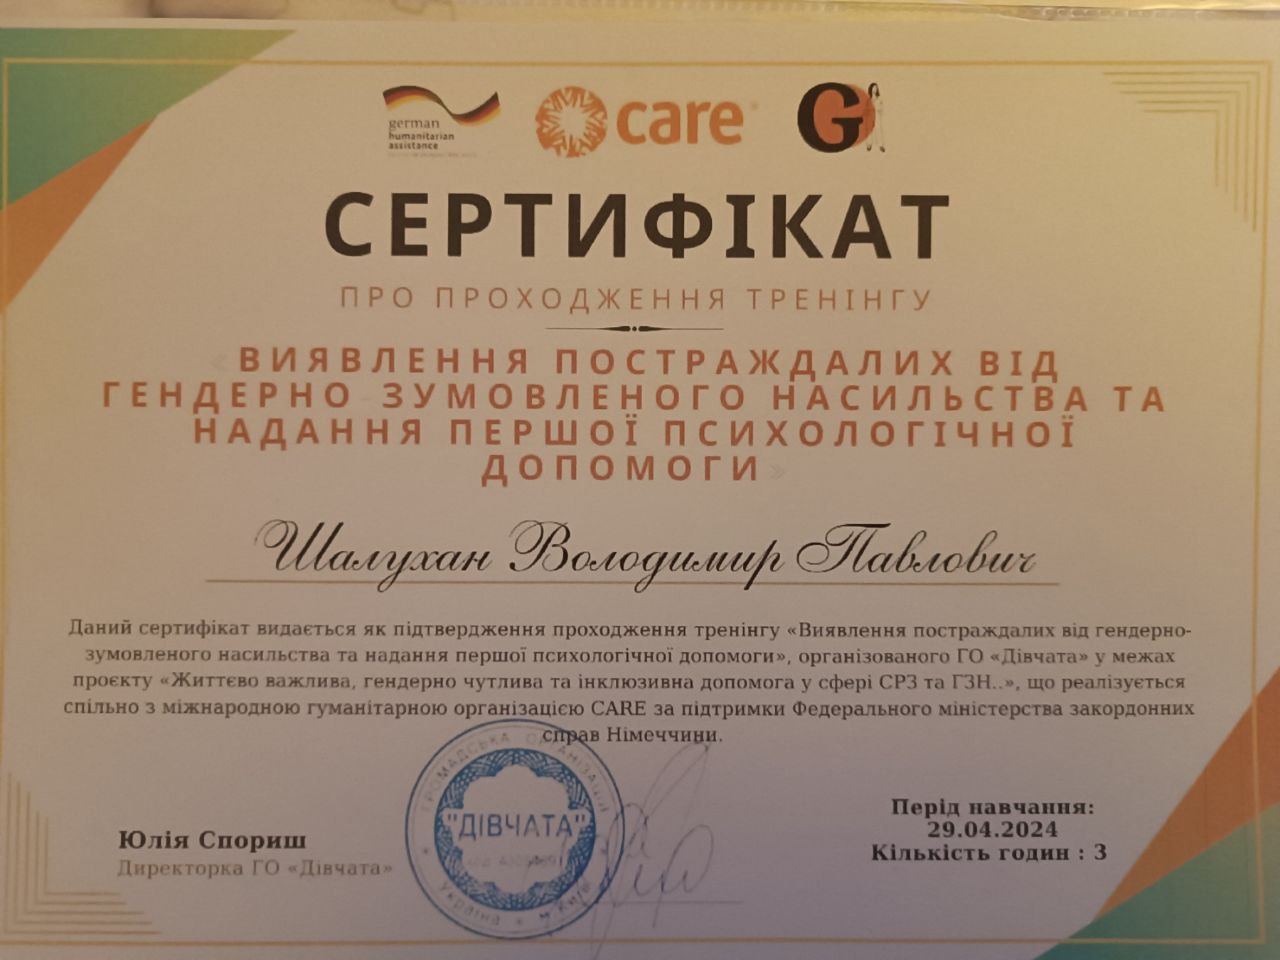 german
humanitarian
assistance
care
G
СЕРТИФІКАТ
ПРО ПРОХОДЖЕННЯ ТРЕНІНГУ
«ВИЯВЛЕННЯ ПОСТРАЖДАЛИХ ВІД
ГЕНДЕРНО-ЗУМОВЛЕНОГО НАСИЛЬСТВА ТА
НАДАННЯ ПЕРШОЇ ПСИХОЛОГІЧНОЇ
ДОПОМОГИ»
Шалухан Володимир Павлович
Даний сертифікат видається як підтвердження проходження тренінгу «Виявлення постраждалих від гендерно-
зумовленого насильства та надання першої психологічної допомоги», організованого ГО «Дівчата» у межах
проєкту «Життєво важлива, гендерно чутлива та інклюзивна допомога у сфері СРЗ та ГЗН..», що реалізується
спільно з міжнародною гуманітарною організацією CARE за підтримки Федерального міністерства закордонних
справ Німеччини.
ГРОМАДСЬКА ОРГАНІЗАЦІЯ
"ДІВЧАТА"
Україна * м.Київ
Юлія Спориш
Директорка ГО «Дівчата»
Перід навчання:
29.04.2024
Кількість годин : 3